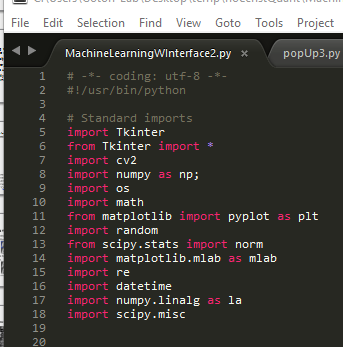 File Edit Selection Find View Goto Tools Project
MachineLearningWInterface2.py × popUp3.py
1 # -*- coding: utf-8 -*-
2 #!/usr/bin/python
3
4 # Standard imports
5 import Tkinter
6 from Tkinter import *
7 import cv2
8 import numpy as np;
9 import os
10 import math
11 from matplotlib import pyplot as plt
12 import random
13 from scipy.stats import norm
14 import matplotlib.mlab as mlab
15 import re
16 import datetime
17 import numpy.linalg as la
18 import scipy.misc
19
20